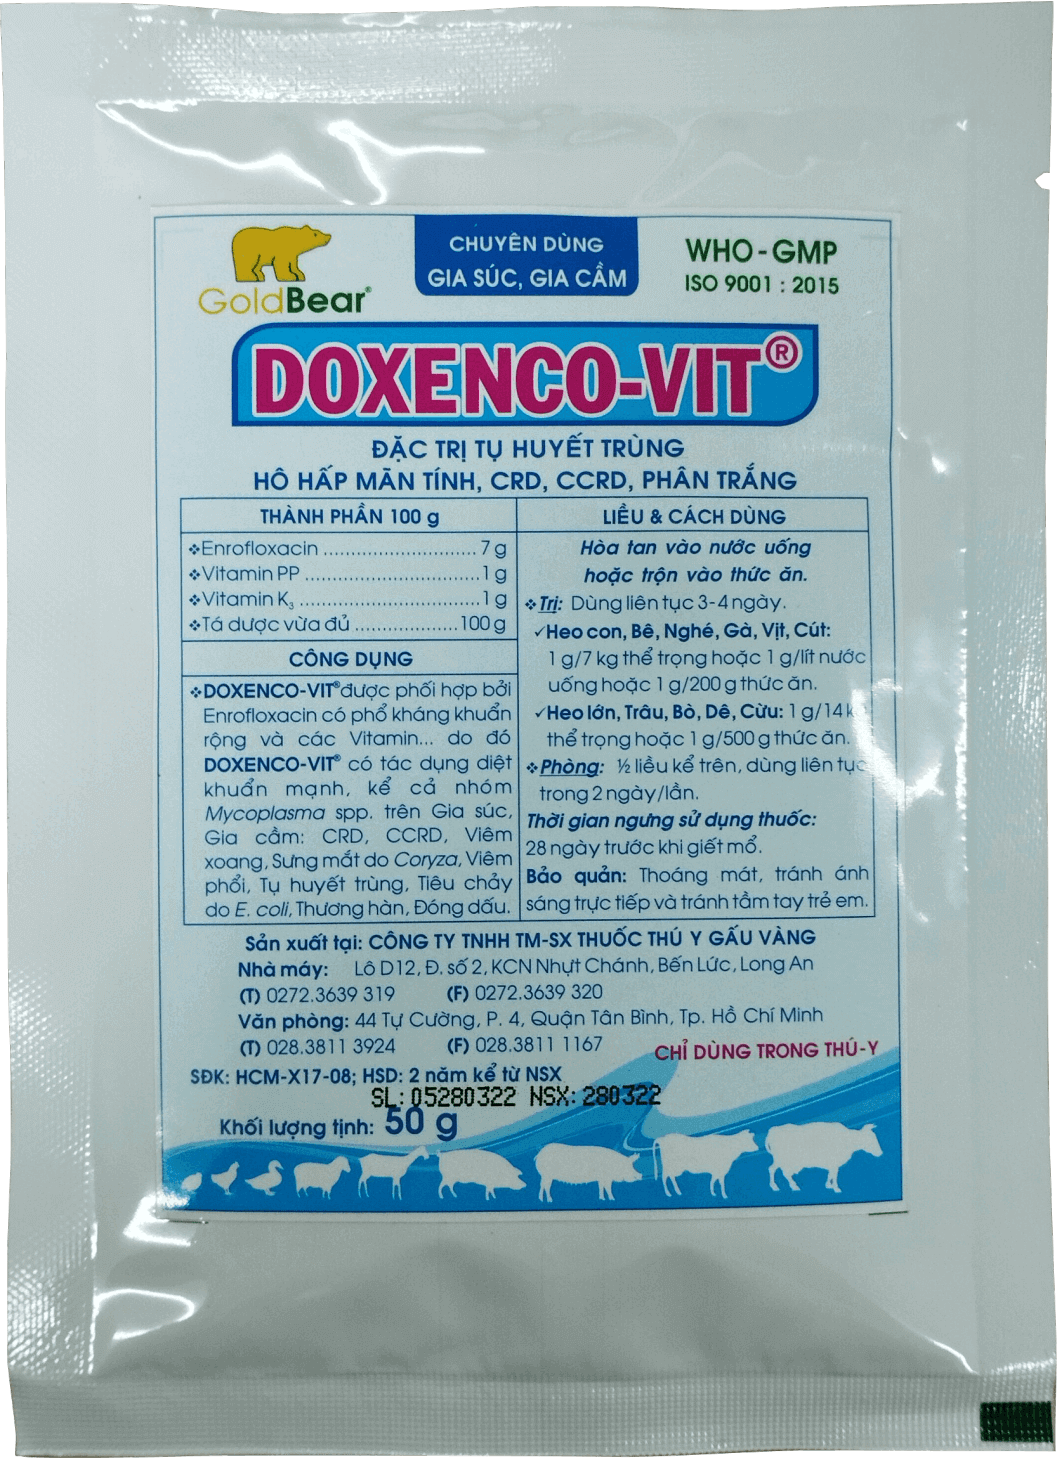 GoldBear®
CHUYÊN DÙNG
GIA SÚC, GIA CẦM
WHO - GMP
ISO 9001 : 2015
DOXENCO-VIT®
ĐẶC TRỊ TỤ HUYẾT TRÙNG
HÔ HẤP MÃN TÍNH, CRD, CCRD, PHÂN TRẮNG
THÀNH PHẦN 100 g
❖Enrofloxacin ............................ 7 g
❖Vitamin PP ................................ 1 g
❖Vitamin K₃ ................................. 1 g
❖Tá dược vừa đủ ................... 100 g
CÔNG DỤNG
❖DOXENCO-VIT® được phối hợp bởi
Enrofloxacin có phổ kháng khuẩn
rộng và các Vitamin... do đó
DOXENCO-VIT® có tác dụng diệt
khuẩn mạnh, kể cả nhóm
Mycoplasma spp. trên Gia súc,
Gia cầm: CRD, CCRD, Viêm
xoang, Sưng mắt do Coryza, Viêm
phổi, Tụ huyết trùng, Tiêu chảy
do E. coli, Thương hàn, Đóng dấu.
LIỀU & CÁCH DÙNG
Hòa tan vào nước uống
hoặc trộn vào thức ăn.
❖Trị: Dùng liên tục 3-4 ngày.
✓Heo con, Bê, Nghé, Gà, Vịt, Cút:
1 g/7 kg thể trọng hoặc 1 g/lít nước
uống hoặc 1 g/200 g thức ăn.
✓Heo lớn, Trâu, Bò, Dê, Cừu: 1 g/14 k
thể trọng hoặc 1 g/500 g thức ăn.
❖Phòng: ½ liều kể trên, dùng liên tục
trong 2 ngày/lần.
Thời gian ngưng sử dụng thuốc:
28 ngày trước khi giết mổ.
Bảo quản: Thoáng mát, tránh ánh
sáng trực tiếp và tránh tầm tay trẻ em.
Sản xuất tại: CÔNG TY TNHH TM-SX THUỐC THÚ Y GẤU VÀNG
Nhà máy: Lô D12, Đ. số 2, KCN Nhựt Chánh, Bến Lức, Long An
(T) 0272.3639 319 (F) 0272.3639 320
Văn phòng: 44 Tự Cường, P. 4, Quận Tân Bình, Tp. Hồ Chí Minh
(T) 028.3811 3924 (F) 028.3811 1167
CHỈ DÙNG TRONG THÚ-Y
SĐK: HCM-X17-08; HSD: 2 năm kể từ NSX
SL: 05280322 NSX: 280322
Khối lượng tịnh: 50 g